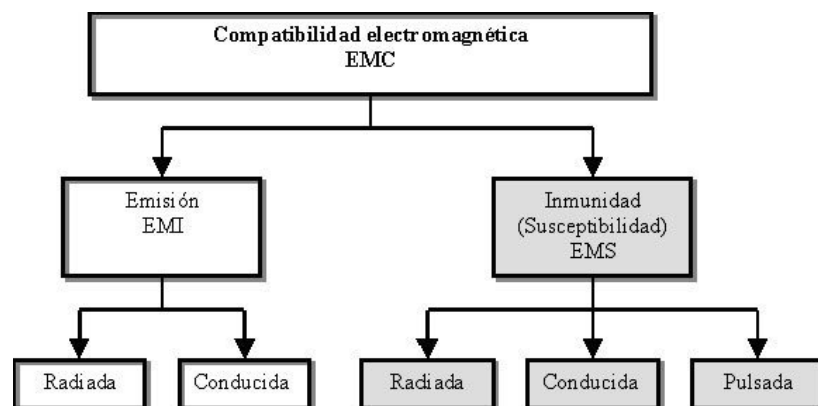 Compatibilidad electromagnética
EMC
Emisión
EMI
Inmunidad
(Susceptibilidad)
EMS
Radiada
Conducida
Radiada
Conducida
Pulsada